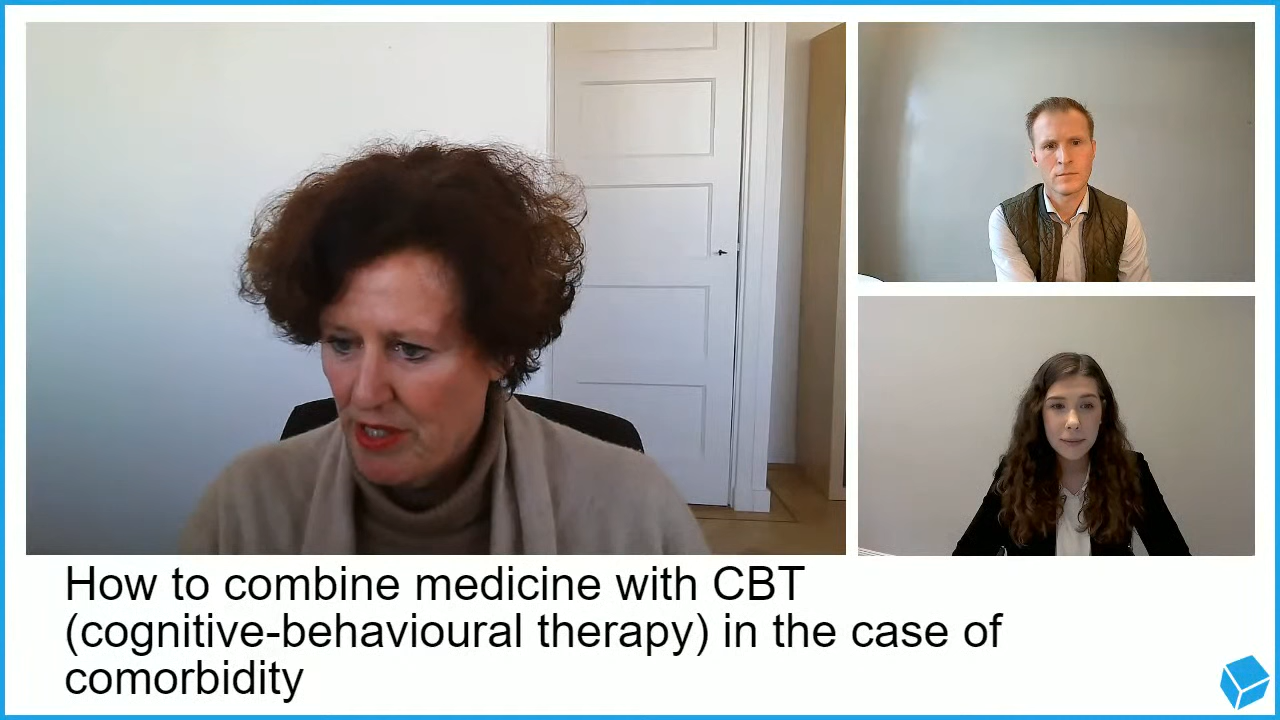 How to combine medicine with CBT
(cognitive-behavioural therapy) in the case of
comorbidity